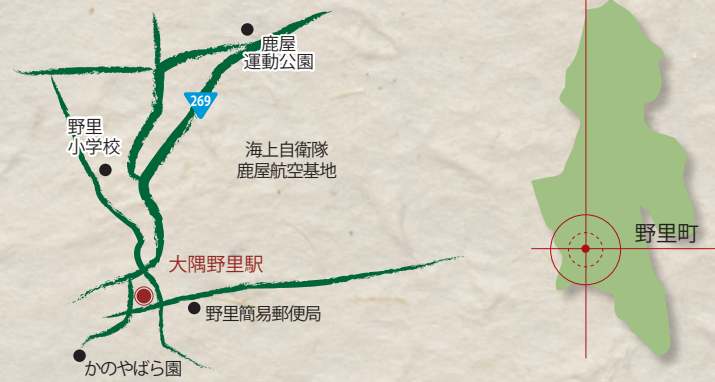 鹿屋
運動公園
269
野里
小学校
海上自衛隊
鹿屋航空基地
野里町
大隅野里駅
野里簡易郵便局
かのやばら園